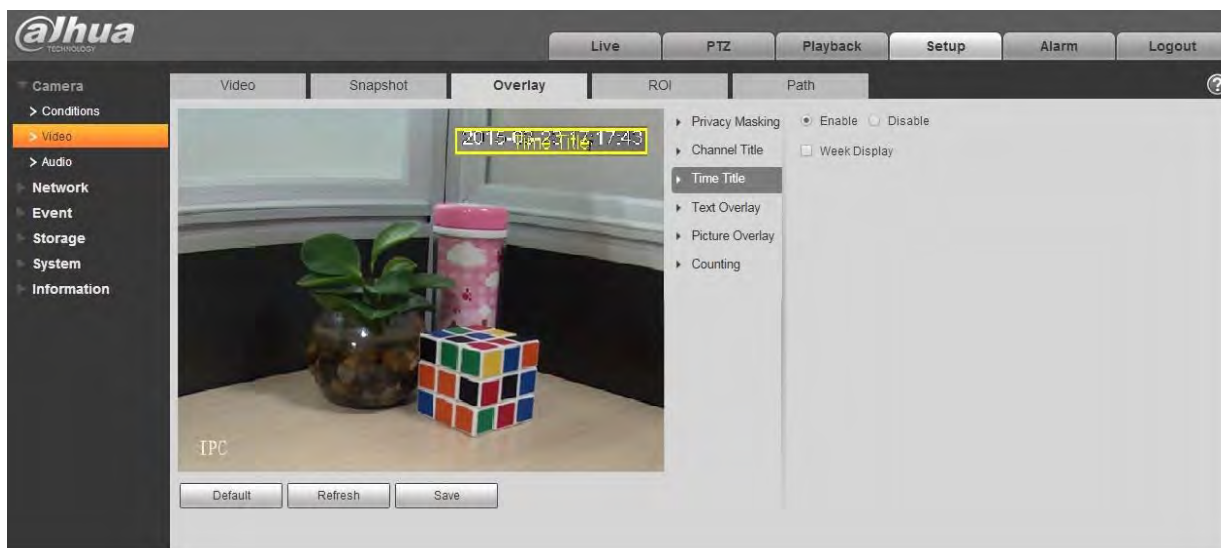 alhua
TECHNOLOGY
Live PTZ Playback Setup Alarm Logout
Camera
> Conditions
> Video
> Audio
Network
Event
Storage
System
Information
Video Snapshot Overlay ROI Path
?
Time Title
IPC
Privacy Masking
Channel Title
Time Title
Text Overlay
Picture Overlay
Counting
Enable Disable
Week Display
Default Refresh Save